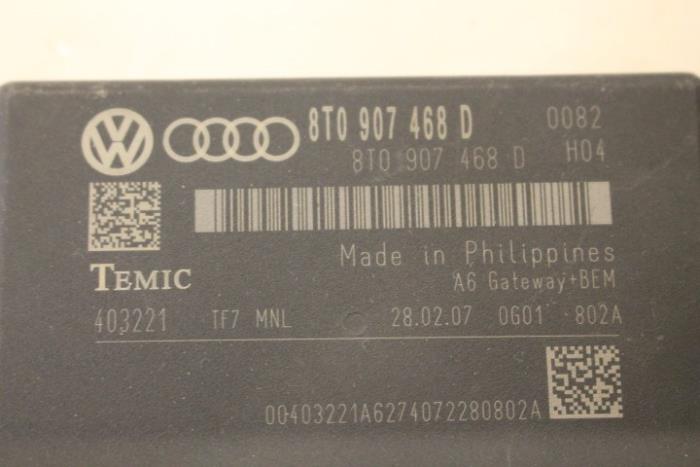 8T0 907 468 D 0082
8T0 907 468 D H04
Made in Philippines
TEMIC A6 Gateway+BEM
403221 TF7 MNL 28.02.07 0G01 802A
00403221A6274072280802A